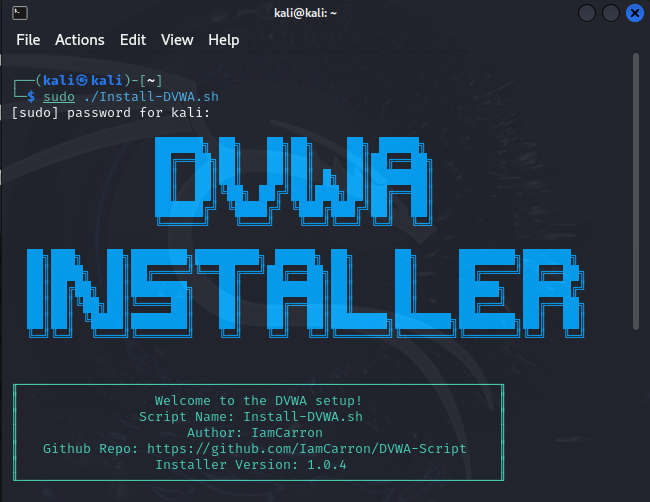 kali@kali: ~
File Actions Edit View Help
┌──(kali㉿kali)-[~]
└─$ sudo ./Install-DVWA.sh
[sudo] password for kali:
DVWA
INSTALLER
Welcome to the DVWA setup!
Script Name: Install-DVWA.sh
Author: IamCarron
Github Repo: https://github.com/IamCarron/DVWA-Script
Installer Version: 1.0.4